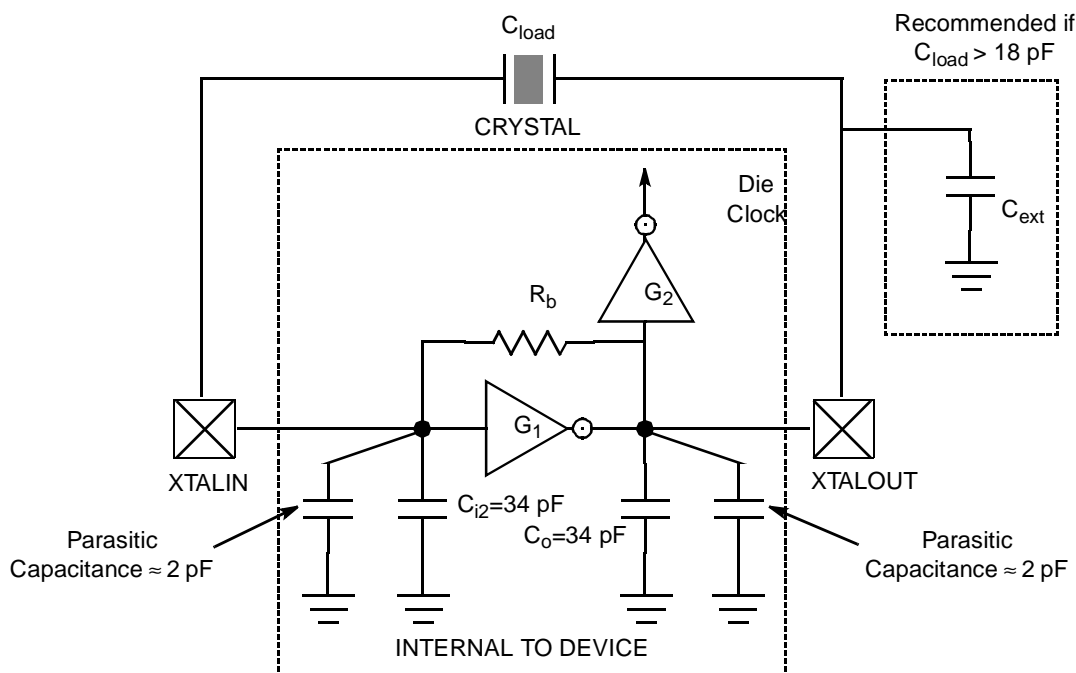 Recommended if
Cload > 18 pF
Cload
CRYSTAL
Die
Clock
Cext
G2
Rb
G1
XTALIN
XTALOUT
Ci2=34 pF
Co=34 pF
Parasitic
Capacitance ≈ 2 pF
Parasitic
Capacitance ≈ 2 pF
INTERNAL TO DEVICE